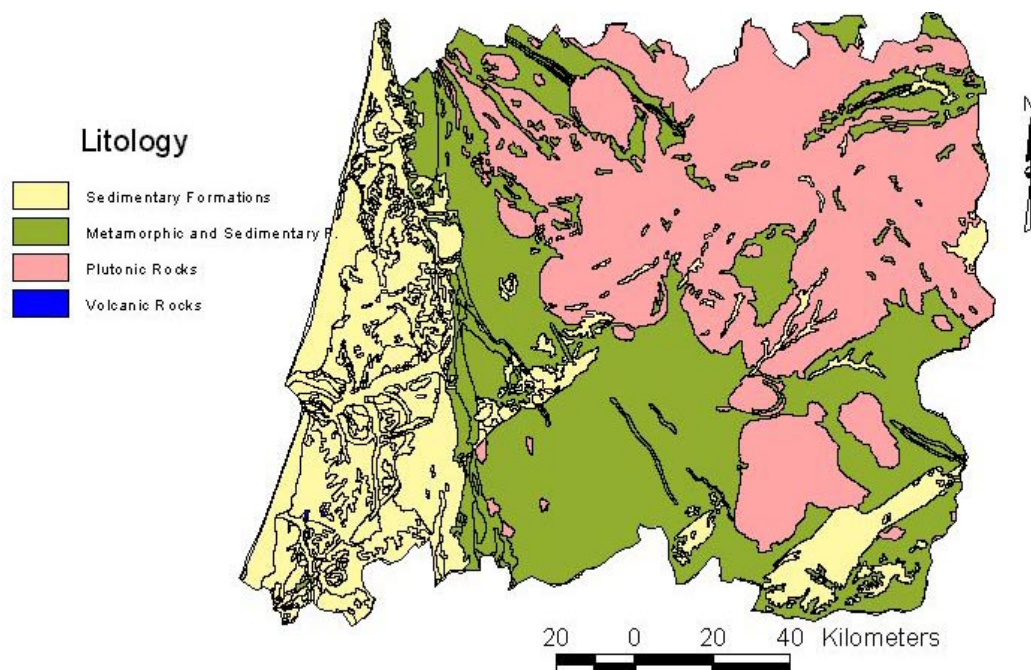 Litology
Sedimentary Formations
Metamorphic and Sedimentary
Plutonic Rocks
Volcanic Rocks
N
20 0 20 40 Kilometers